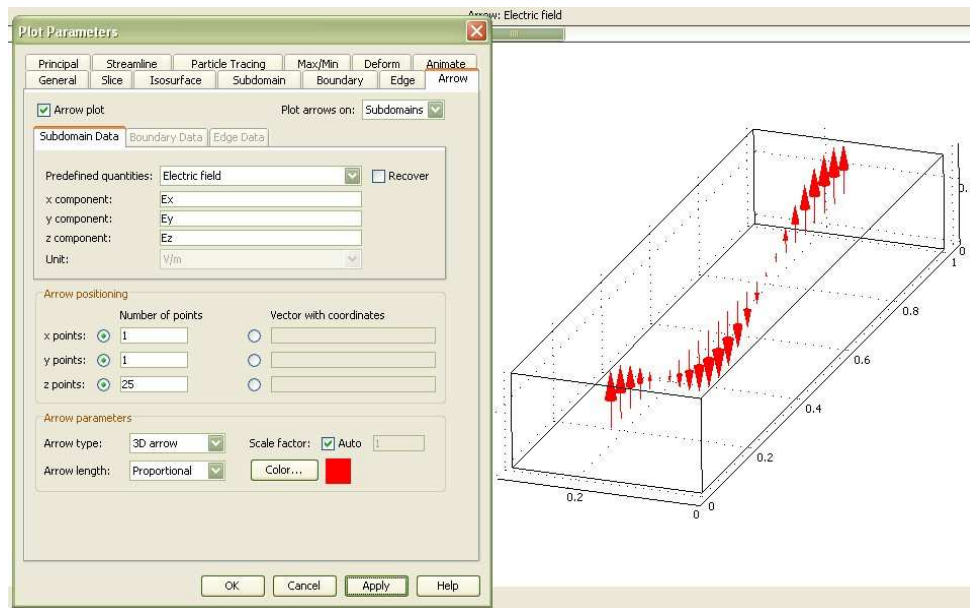 Arrow: Electric field
Plot Parameters
Principal Streamline Particle Tracing Max/Min Deform Animate
General Slice Isosurface Subdomain Boundary Edge Arrow
Arrow plot
Plot arrows on: Subdomains
Subdomain Data Boundary Data Edge Data
Predefined quantities: Electric field Recover
x component: Ex
y component: Ey
z component: Ez
Unit: V/m
Arrow positioning
Number of points Vector with coordinates
x points: 1
y points: 1
z points: 25
Arrow parameters
Arrow type: 3D arrow Scale factor: Auto 1
Arrow length: Proportional Color...
OK Cancel Apply Help
0.
0
1
0.8
0.6
0.4
0.2
0
0.2
0